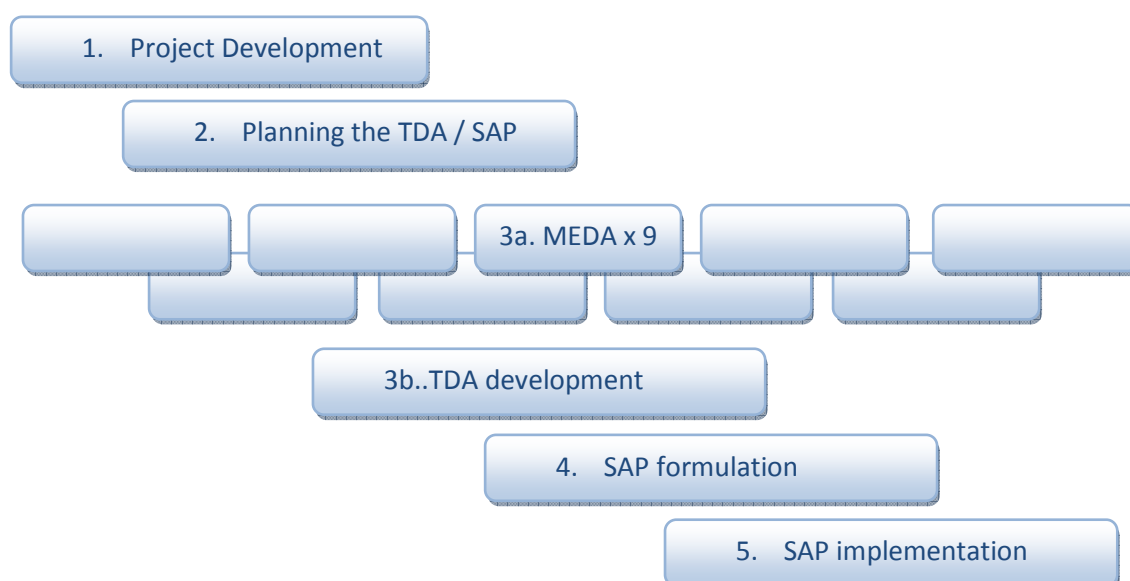 1. Project Development
2. Planning the TDA / SAP
3a. MEDA x 9
3b..TDA development
4. SAP formulation
5. SAP implementation